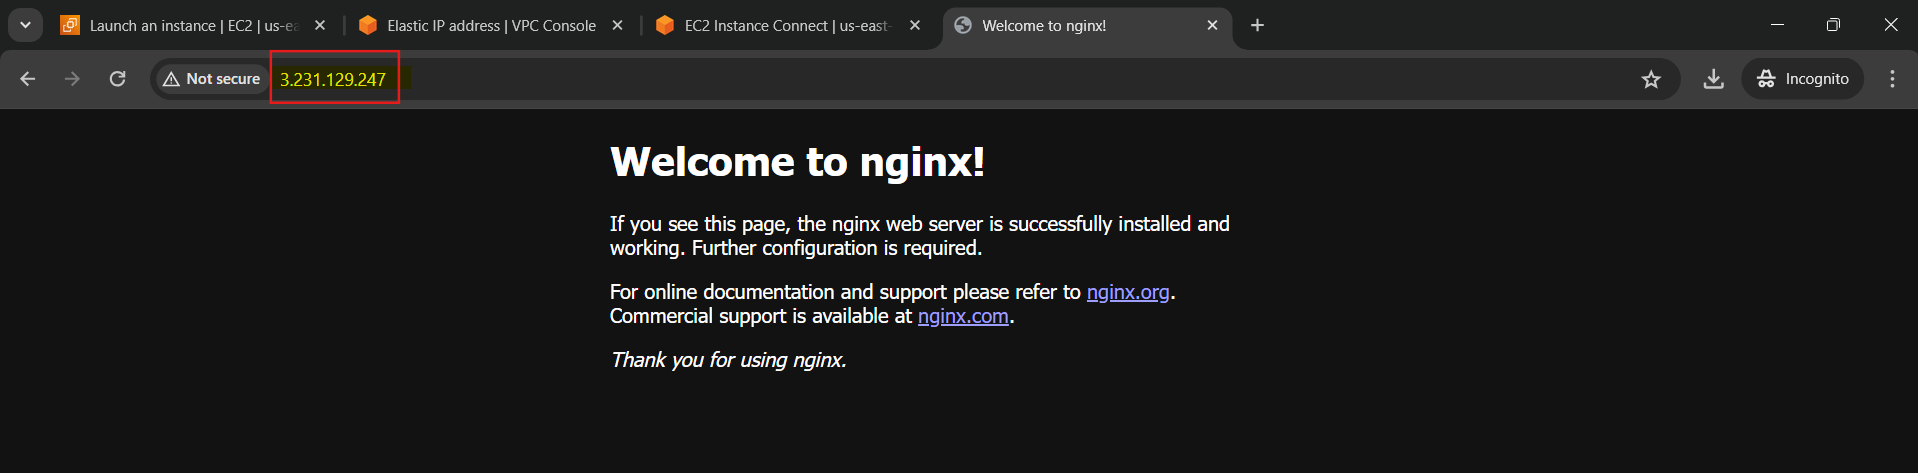 Launch an instance | EC2 | us-ea
Elastic IP address | VPC Console
EC2 Instance Connect | us-east-
Welcome to nginx!
Not secure
3.231.129.247
Incognito
Welcome to nginx!
If you see this page, the nginx web server is successfully installed and
working. Further configuration is required.
For online documentation and support please refer to nginx.org.
Commercial support is available at nginx.com.
Thank you for using nginx.